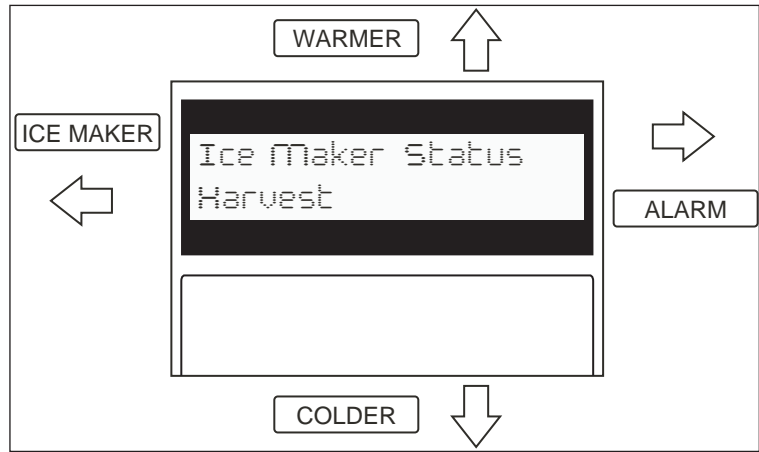 WARMER
ICE MAKER
Ice Maker Status
Harvest
ALARM
COLDER